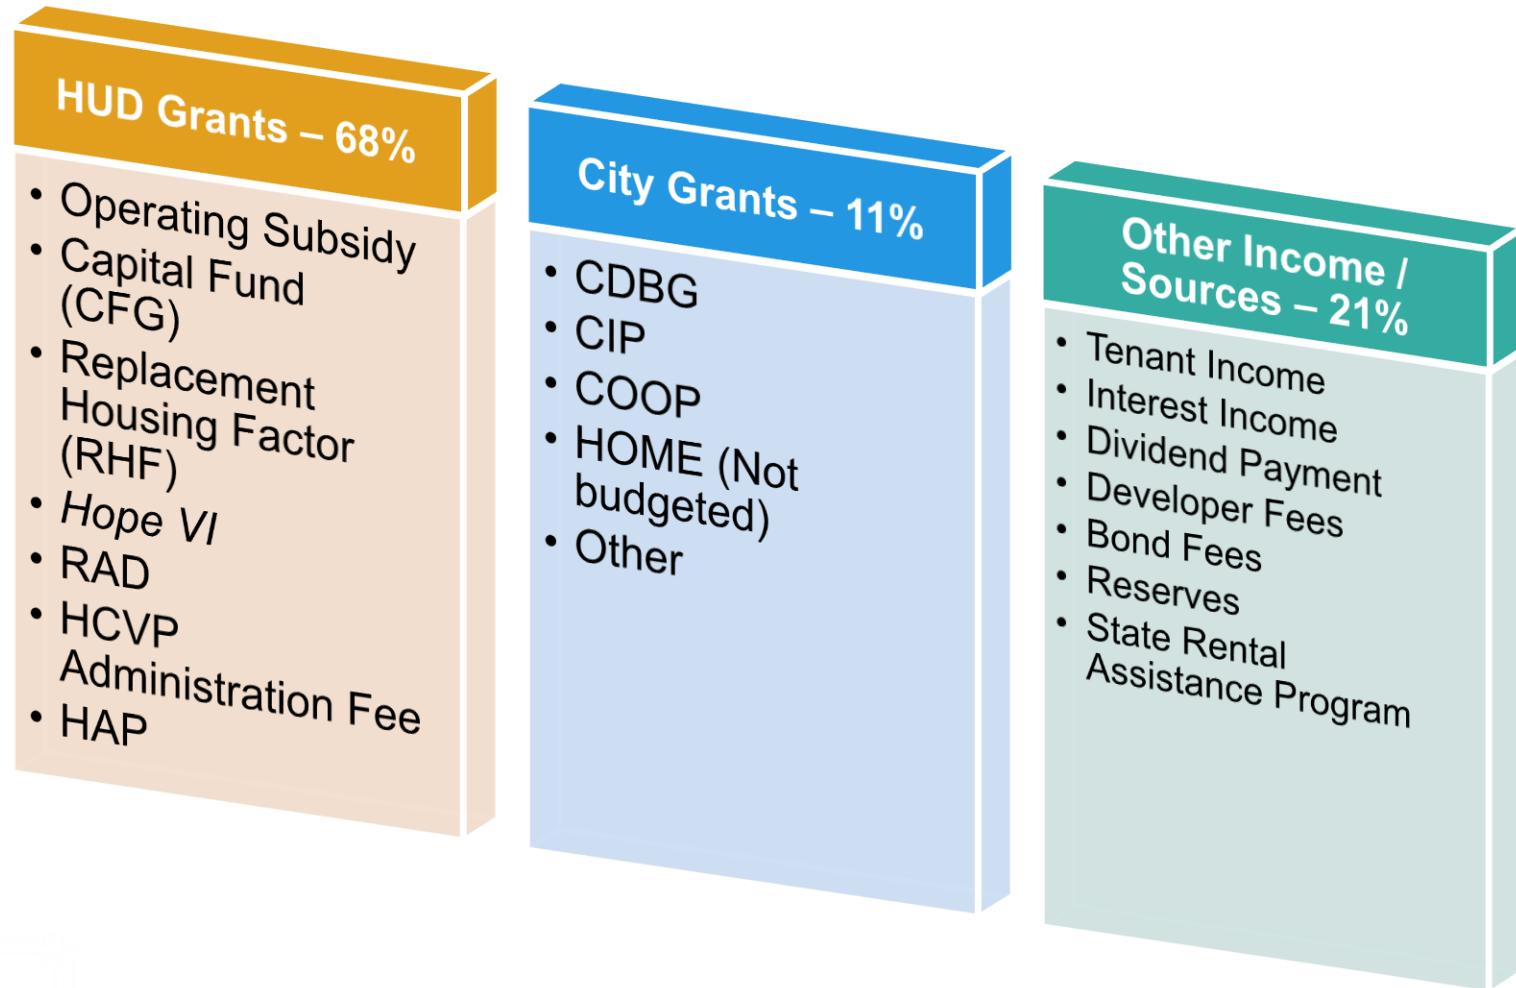 HUD Grants – 68%
• Operating Subsidy
• Capital Fund
(CFG)
• Replacement
Housing Factor
(RHF)
• Hope VI
• RAD
• HCVP
Administration Fee
• HAP
City Grants – 11%
• CDBG
• CIP
• COOP
• HOME (Not
budgeted)
• Other
Other Income /
Sources – 21%
• Tenant Income
• Interest Income
• Dividend Payment
• Developer Fees
• Bond Fees
• Reserves
• State Rental
Assistance Program